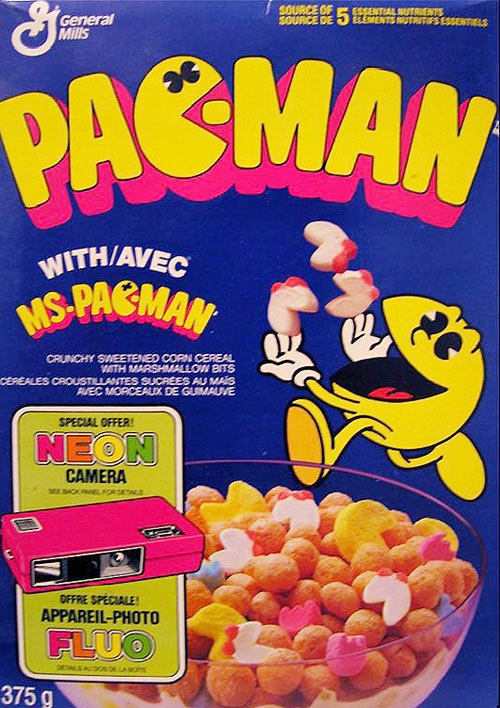 General
Mills
SOURCE OF 5 ESSENTIAL NUTRIENTS
SOURCE DE 5 ÉLÉMENTS NUTRITIFS ESSENTIELS
PAC-MAN
WITH/AVEC
MS·PAC-MAN
CRUNCHY SWEETENED CORN CEREAL
WITH MARSHMALLOW BITS
CÉRÉALES CROUSTILLANTES SUCRÉES AU MAÏS
AVEC MORCEAUX DE GUIMAUVE
SPECIAL OFFER!
NEON
CAMERA
SEE BACK PANEL FOR DETAILS
OFFRE SPÉCIALE!
APPAREIL-PHOTO
FLUO
DÉTAILS AU DOS DE LA BOÎTE
375 g